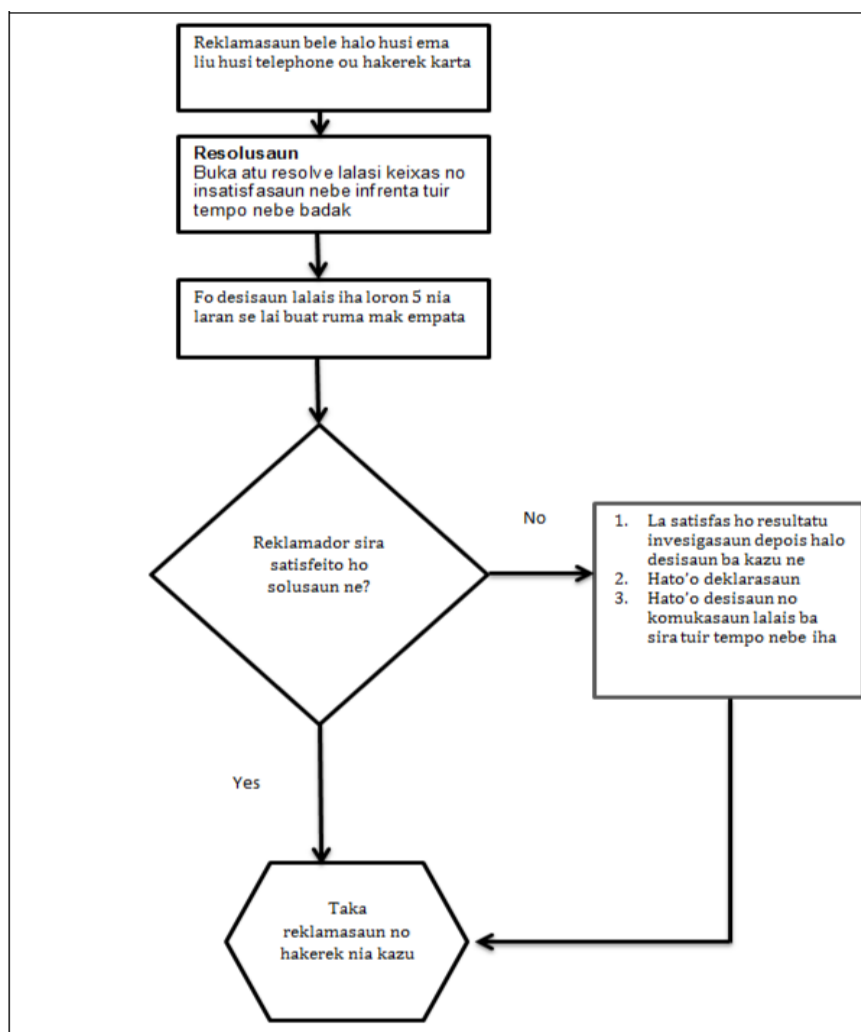 Reklamasaun bele halo husi ema
liu husi telephone ou hakerek karta
Resolusaun
Buka atu resolve lalasi keixas no
insatisfasaun nebe infrenta tuir
tempo nebe badak
Fo desisaun lalais iha loron 5 nia
laran se lai buat ruma mak empata
Reklamador sira
satisfeito ho
solusaun ne?
No
1. La satisfas ho resultatu
invesigasaun depois halo
desisaun ba kazu ne
2. Hato’o deklarasaun
3. Hato’o desisaun no
komukasaun lalais ba
sira tuir tempo nebe iha
Yes
Taka
reklamasaun no
hakerek nia kazu